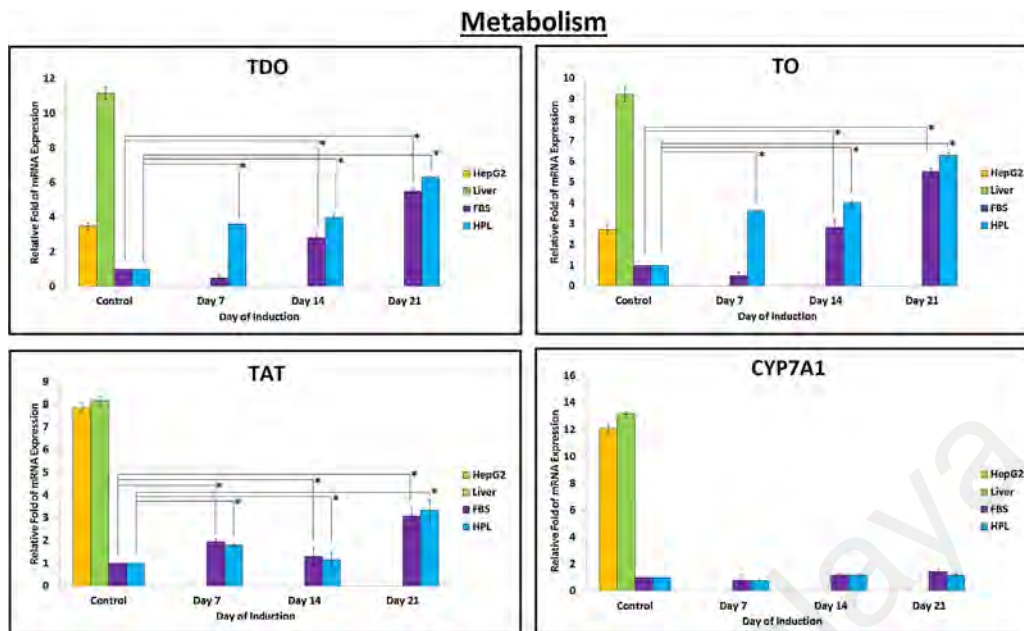 Metabolism
TDO
Relative Fold of mRNA Expression
12
10
8
6
4
2
0
Control
Day 7
Day 14
Day 21
Day of Induction
HepG2
Liver
FBS
HPL
*
*
*
*
*
TO
Relative Fold of mRNA Expression
10
9
8
7
6
5
4
3
2
1
0
Control
Day 7
Day 14
Day 21
Day of Induction
HepG2
Liver
FBS
HPL
*
*
*
*
*
TAT
Relative Fold of mRNA Expression
9
8
7
6
5
4
3
2
1
0
Control
Day 7
Day 14
Day 21
Day of Induction
HepG2
Liver
FBS
HPL
*
*
*
*
*
*
CYP7A1
Relative Fold of mRNA Expression
16
14
12
10
8
6
4
2
0
Control
Day 7
Day 14
Day 21
Day of Induction
HepG2
Liver
FBS
HPL
laya